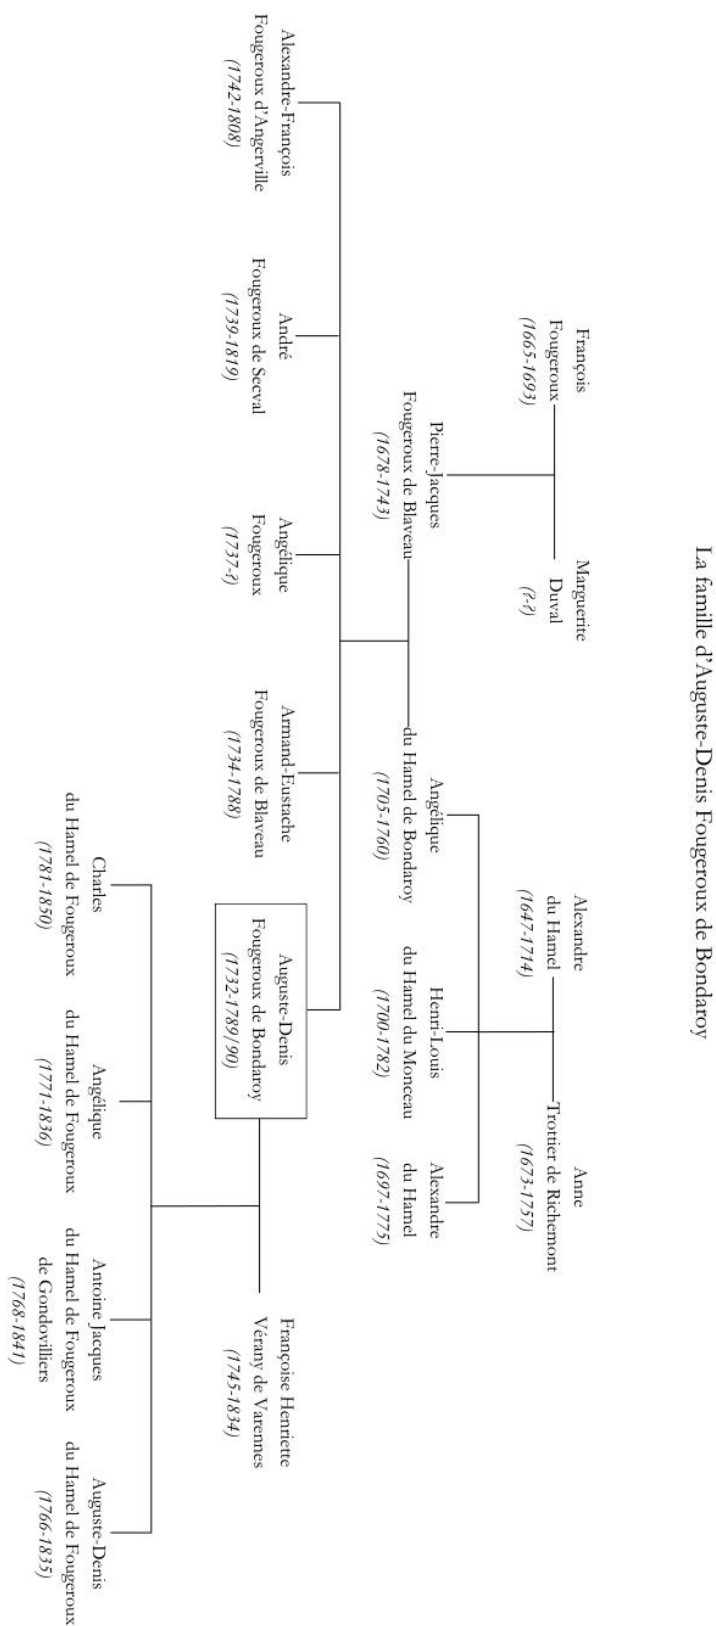 La famille d'Auguste-Denis Fougeroux de Bondaroy
François
Fougeroux
(1665-1693)
Marguerite
Duval
(?-?)
Alexandre
du Hamel
(1647-1714)
Anne
Trottier de Richemont
(1673-1757)
Pierre-Jacques
Fougeroux de Blaveau
(1678-1743)
Angélique
du Hamel de Bondaroy
(1705-1760)
Henri-Louis
du Hamel du Monceau
(1700-1782)
Alexandre
du Hamel
(1697-1775)
Alexandre-François
Fougeroux d'Angerville
(1742-1808)
André
Fougeroux de Secval
(1739-1819)
Angélique
Fougeroux
(1737-?)
Armand-Eustache
Fougeroux de Blaveau
(1734-1788)
Auguste-Denis
Fougeroux de Bondaroy
(1732-1789/90)
Françoise Henriette
Vérany de Varennes
(1745-1834)
Charles
du Hamel de Fougeroux
(1781-1850)
Angélique
du Hamel de Fougeroux
(1771-1836)
Antoine Jacques
du Hamel de Fougeroux
de Gondovilliers
(1768-1841)
Auguste-Denis
du Hamel de Fougeroux
(1766-1835)